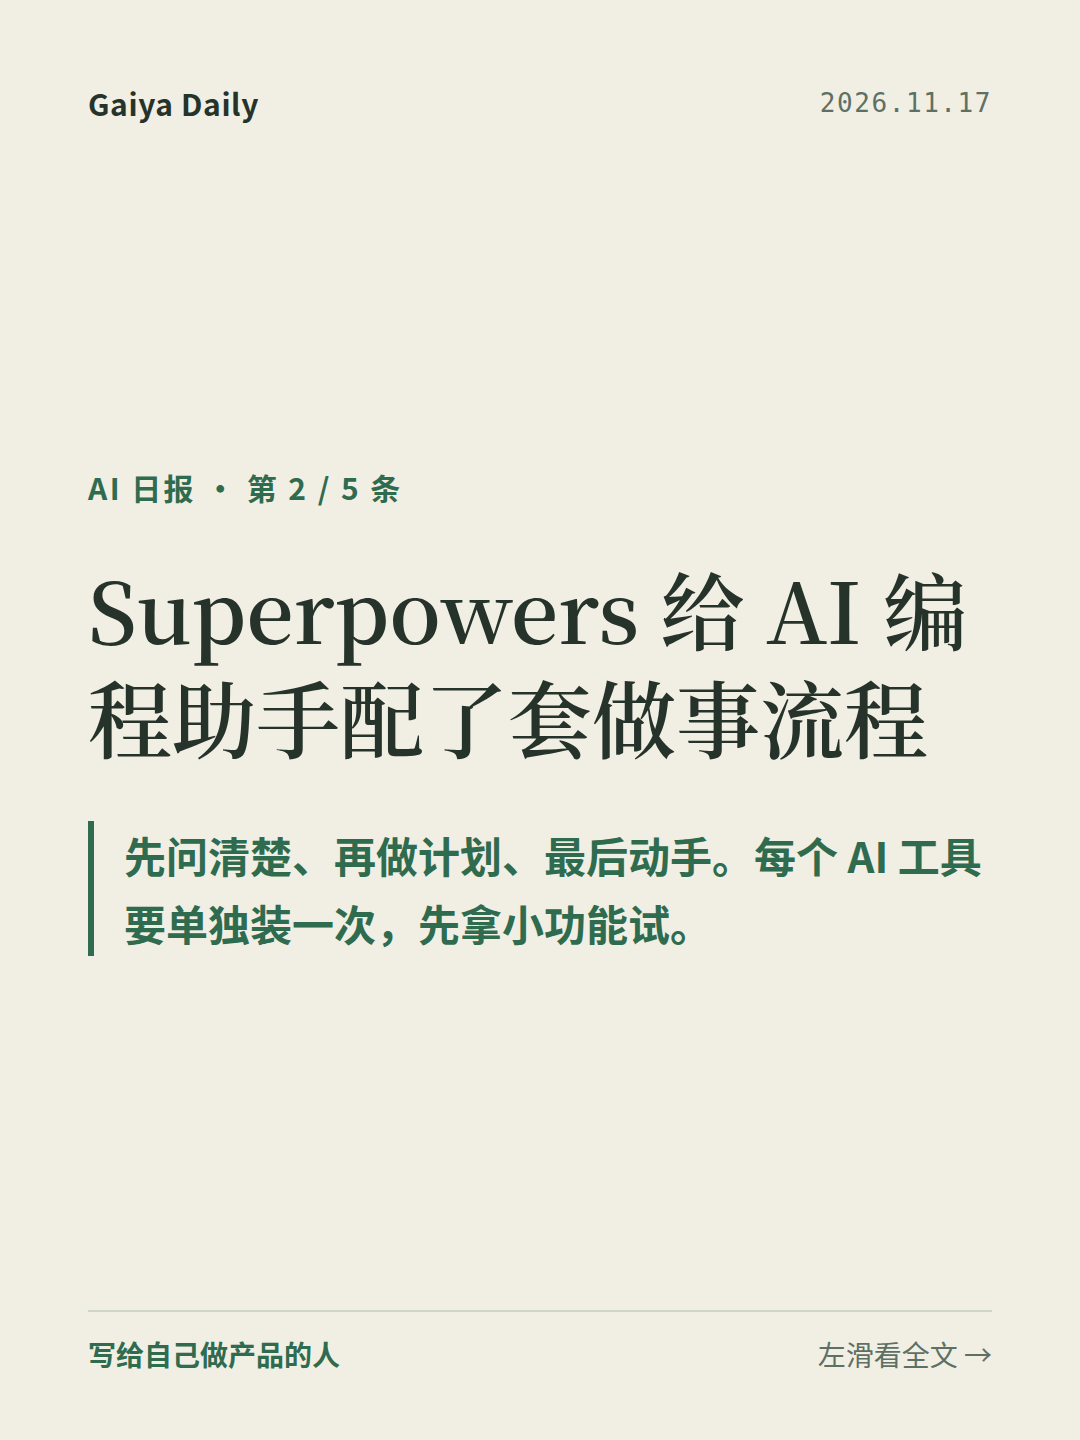 Gaiya Daily
2026.11.17
AI 日报 · 第 2 / 5 条
Superpowers 给 AI 编
程助手配了套做事流程
先问清楚、再做计划、最后动手。每个 AI 工具
要单独装一次，先拿小功能试。
写给自己做产品的人
左滑看全文 →